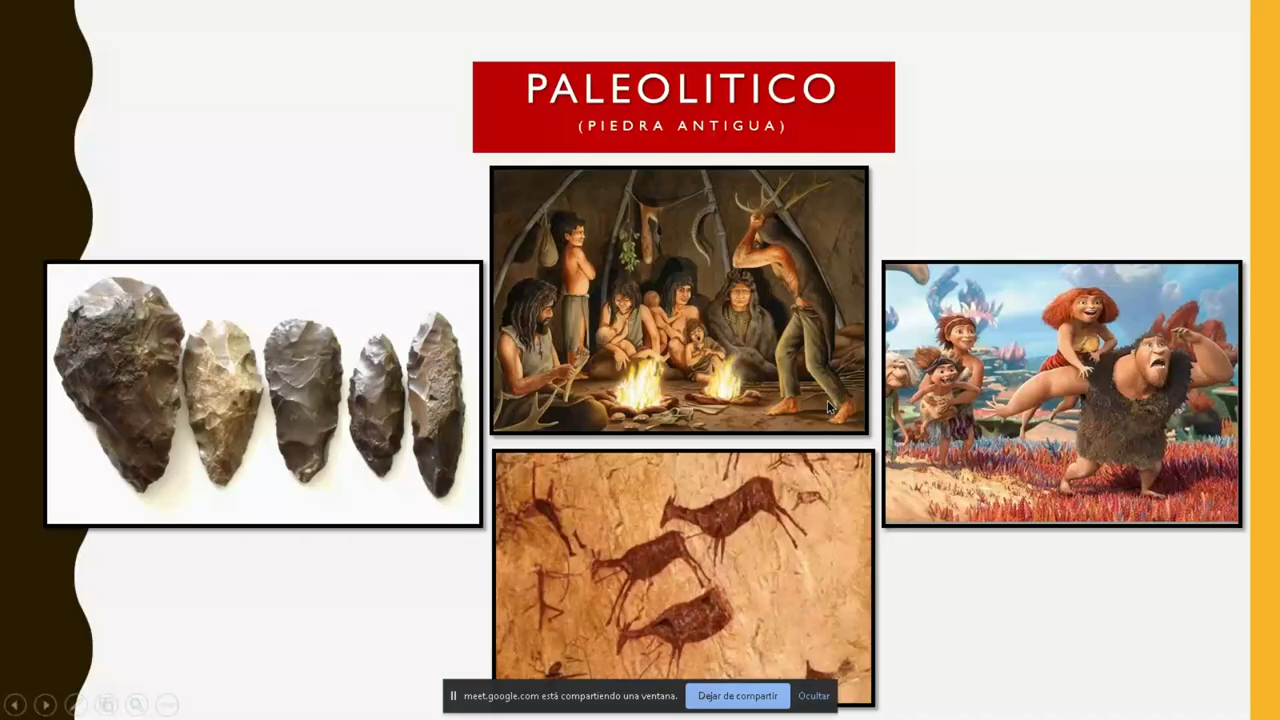 PALEOLITICO
(PIEDRA ANTIGUA)
meet.google.com está compartiendo una ventana.
Dejar de compartir
Ocultar